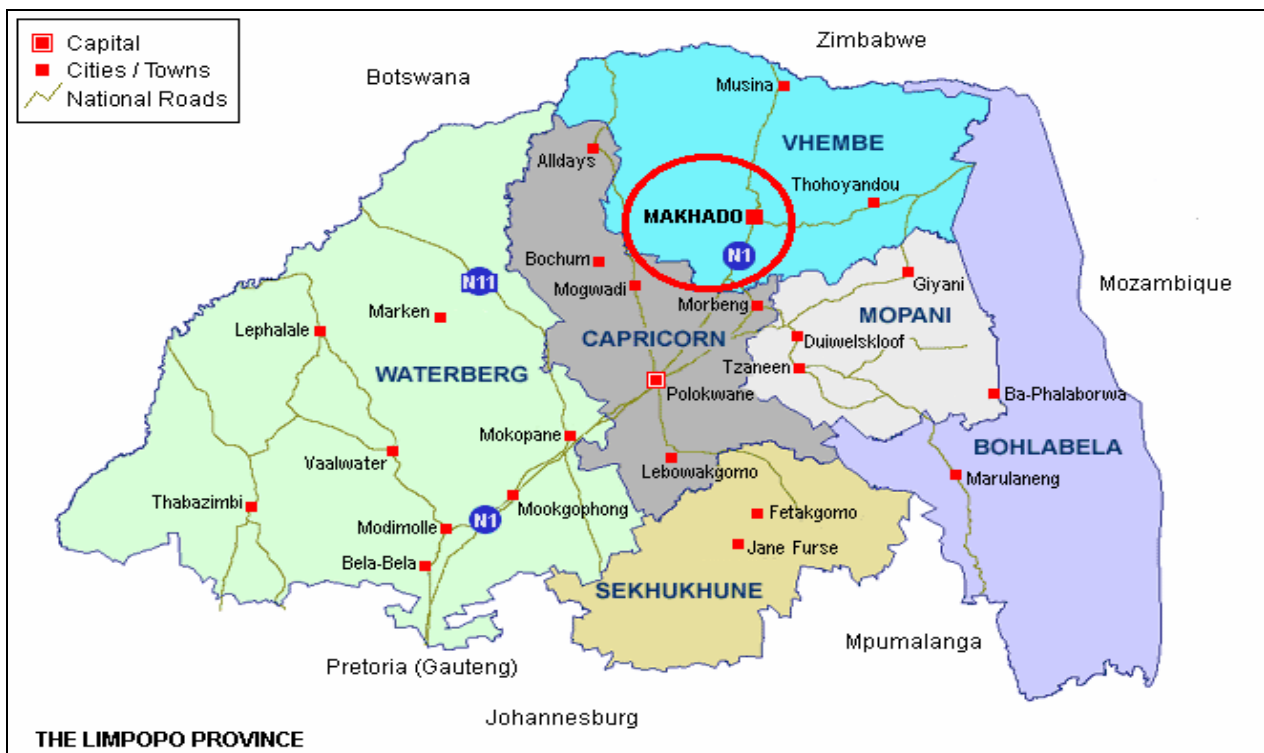 Capital
Cities / Towns
National Roads
Zimbabwe
Botswana
Musina
VHEMBE
Alldays
Thohoyandou
MAKHADO
N1
Bochum
Giyani
Mozambique
N11
Mogwadi
Morbeng
MOPANI
Marken
Lephalale
CAPRICORN
Duiwelskloof
WATERBERG
Tzaneen
Polokwane
Ba-Phalaborwa
Mokopane
BOHLABELA
Vaalwater
Lebowakgomo
Marulaneng
Thabazimbi
Mookgophong
Fetakgomo
Modimolle
N1
Jane Furse
Bela-Bela
SEKHUKHUNE
Mpumalanga
Pretoria (Gauteng)
Johannesburg
THE LIMPOPO PROVINCE